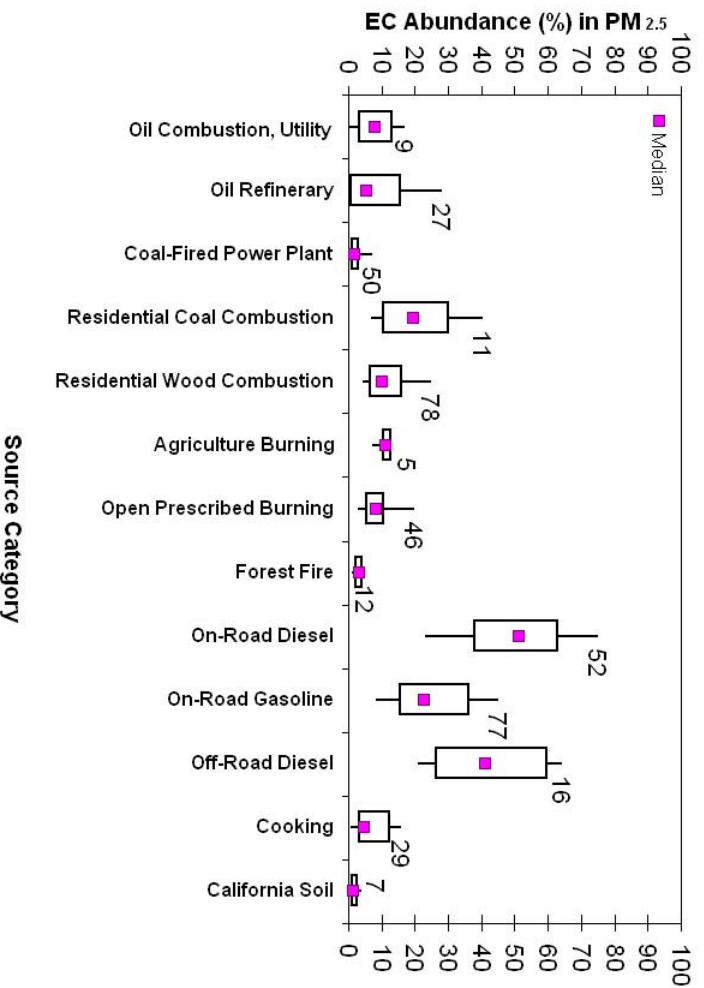 EC Abundance (%) in PM 2.5
0 10 20 30 40 50 60 70 80 90 100
Median
Oil Combustion, Utility
9
Oil Refinerary
27
Coal-Fired Power Plant
50
Residential Coal Combustion
11
Residential Wood Combustion
78
Agriculture Burning
5
Open Prescribed Burning
46
Forest Fire
12
On-Road Diesel
52
On-Road Gasoline
77
Off-Road Diesel
16
Cooking
29
California Soil
7
0 10 20 30 40 50 60 70 80 90 100
Source Category